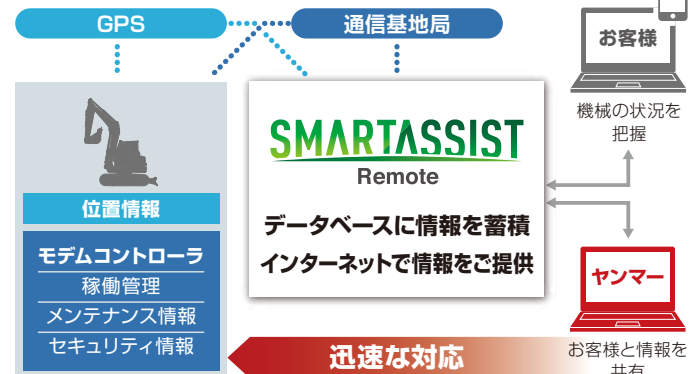 GPS
通信基地局
お客様
機械の状況を
把握
SMARTASSIST
Remote
データベースに情報を蓄積
インターネットで情報をご提供
位置情報
モデムコントローラ
稼働管理
メンテナンス情報
セキュリティ情報
ヤンマー
迅速な対応
お客様と情報を
共有